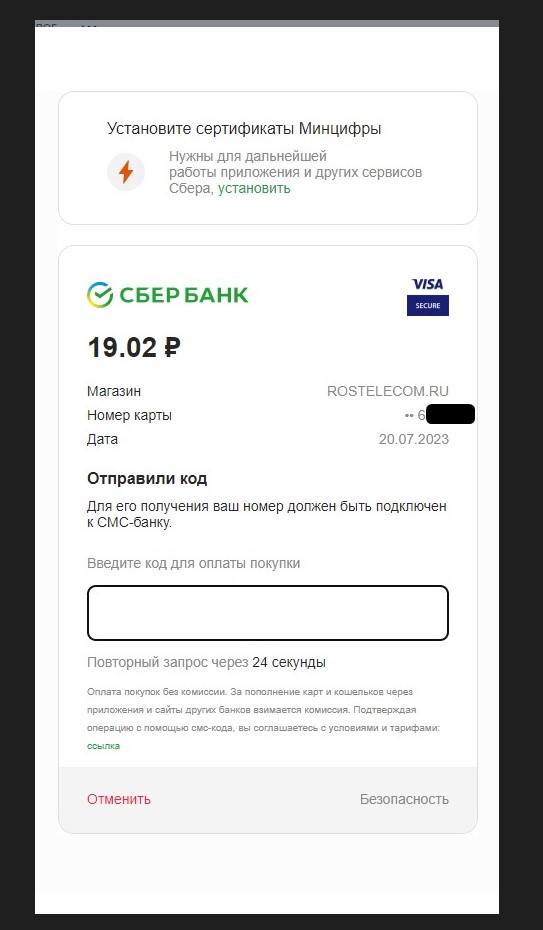 Установите сертификаты Минцифры
Нужны для дальнейшей
работы приложения и других сервисов
Сбера, установить
СБЕР БАНК
VISA
SECURE
19.02 ₽
Магазин ROSTELECOM.RU
Номер карты •• 6
Дата 20.07.2023
Отправили код
Для его получения ваш номер должен быть подключен
к СМС-банку.
Введите код для оплаты покупки
Повторный запрос через 24 секунды
Оплата покупок без комиссии. За пополение карт и кошельков через
приложения и сайты других банков взимается комиссия. Подтверждая
операцию с помощью смс-кода, вы соглашаетесь с условиями и тарифами:
ссылка
Отменить Безопасность